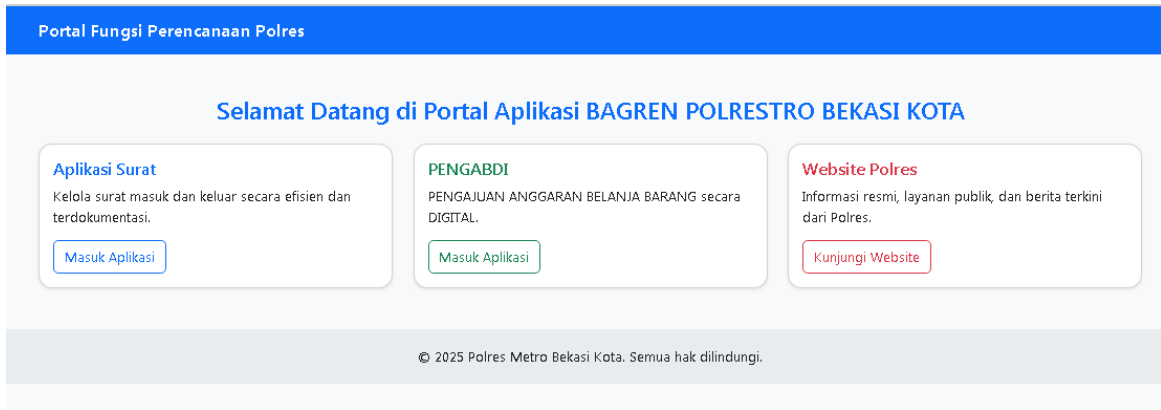 Portal Fungsi Perencanaan Polres
Selamat Datang di Portal Aplikasi BAGREN POLRESTRO BEKASI KOTA
Aplikasi Surat
Kelola surat masuk dan keluar secara efisien dan
terdokumentasi.
Masuk Aplikasi
PENGABDI
PENGAJUAN ANGGARAN BELANJA BARANG secara
DIGITAL.
Masuk Aplikasi
Website Polres
Informasi resmi, layanan publik, dan berita terkini
dari Polres.
Kunjungi Website
© 2025 Polres Metro Bekasi Kota. Semua hak dilindungi.